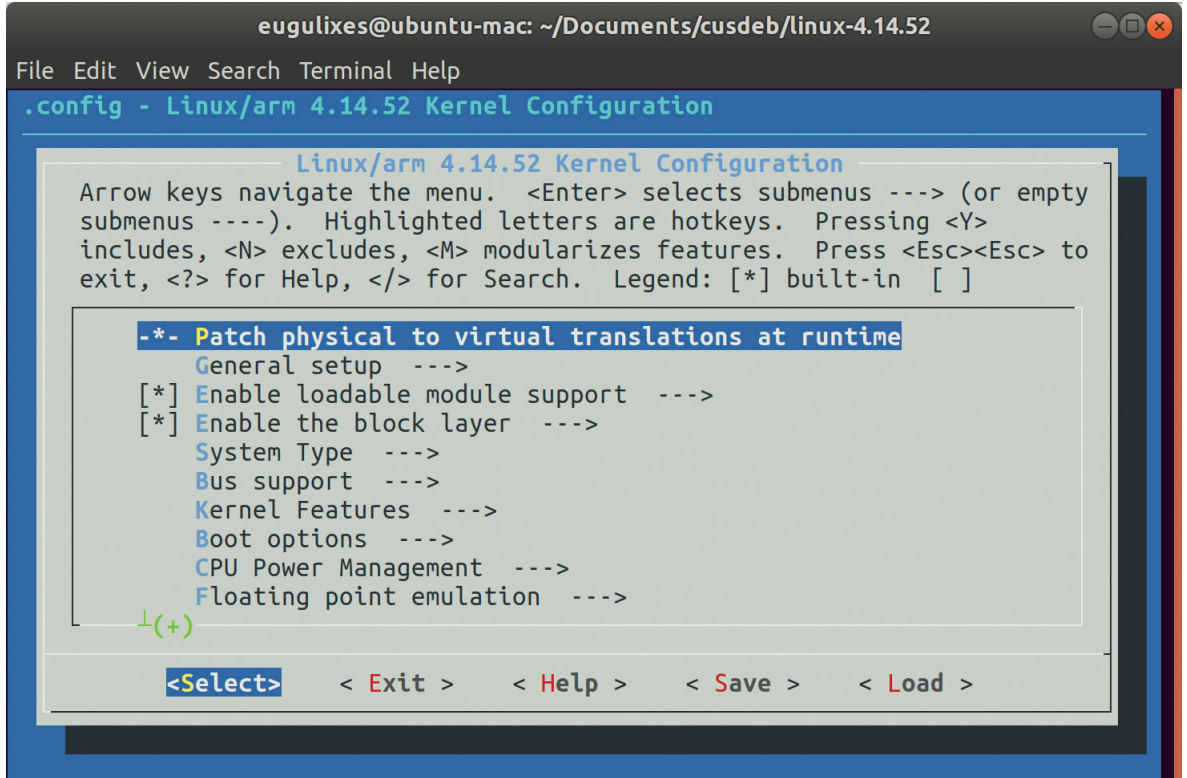 eugulixes@ubuntu-mac: ~/Documents/cusdeb/linux-4.14.52
File Edit View Search Terminal Help
.config - Linux/arm 4.14.52 Kernel Configuration
Linux/arm 4.14.52 Kernel Configuration
Arrow keys navigate the menu.  <Enter> selects submenus ---> (or empty
submenus ----).  Highlighted letters are hotkeys.  Pressing <Y>
includes, <N> excludes, <M> modularizes features.  Press <Esc><Esc> to
exit, <?> for Help, </> for Search.  Legend: [*] built-in  [ ]
-*- Patch physical to virtual translations at runtime
General setup  --->
[*] Enable loadable module support  --->
[*] Enable the block layer  --->
System Type  --->
Bus support  --->
Kernel Features  --->
Boot options  --->
CPU Power Management  --->
Floating point emulation  --->
┴(+)
<Select>    < Exit >    < Help >    < Save >    < Load >